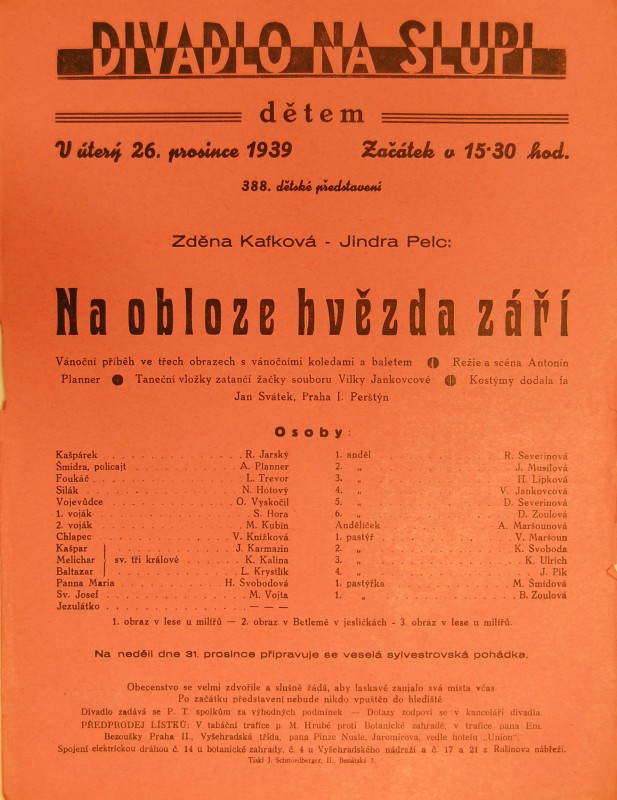 DIVADLO NA SLUPI
dětem
V úterý 26. prosince 1939 Začátek v 15·30 hod.
388. dětské představení
Zděna Kafková - Jindra Pelc:
Na obloze hvězda září
Vánoční příběh ve třech obrazech s vánočními koledami a baletem Režie a scéna Antonín
Planner Taneční vložky zatančí žačky souboru Vilky Jankovcové Kostýmy dodala fa
Jan Svátek, Praha I. Perštýn
Osoby:
Kašpárek . . . . R. Jarský
Šmidra, policajt . . . . A. Planner
Foukáč . . . . L. Trevor
Silák . . . . N. Hotový
Vojevůdce . . . . O. Vyskočil
1. voják . . . . S. Hora
2. voják . . . . M. Kubín
Chlapec . . . . V. Knížková
Kašpar . . . . J. Karmazin
Melichar sv. tři králové . . . . K. Kalina
Baltazar . . . . L. Krystlík
Panna Maria . . . . H. Svobodová
Sv. Josef . . . . M. Vojta
Jezulátko . . . . — — —
1. anděl . . . . R. Severinová
2. „ . . . . J. Musilová
3. „ . . . . H. Lipková
4. „ . . . . V. Jankovcová
5. „ . . . . D. Severinová
6. „ . . . . D. Zoulová
Andělíček . . . . A. Maršounová
1. pastýř . . . . V. Maršoun
2. „ . . . . K. Svoboda
3. „ . . . . K. Ulrich
4. „ . . . . J. Pik
1. pastýřka . . . . M. Šmídová
1. „ . . . . B. Zoulová
1. obraz v lese u milířů — 2. obraz v Betlemě v jesličkách - 3. obraz v lese u milířů.
Na neděli dne 31. prosince připravuje se veselá sylvestrovská pohádka.
Obecenstvo se velmi zdvořile a slušně žádá, aby laskavě zaujalo svá místa včas
Po začátku představení nebude nikdo vpuštěn do hlediště.
Divadlo zadává se P. T. spolkům za výhodných podmínek — Dotazy zodpoví se v kanceláři divadla.
PŘEDPRODEJ LÍSTKŮ: V tabáční trafice p. M. Hrubé proti Botanické zahradě, v trafice pana Em.
Bezoušky Praha II., Vyšehradská třída, pana Pinze Nusle, Jaromírova, vedle hotelu „Union".
Spojení elektrickou dráhou č. 14 u botanické zahrady, č. 4 u Vyšehradského nádraží a č. 17 a 21 z Rašínova nábřeží.
Tiskl J. Schmoedberger, II., Benátská 7.